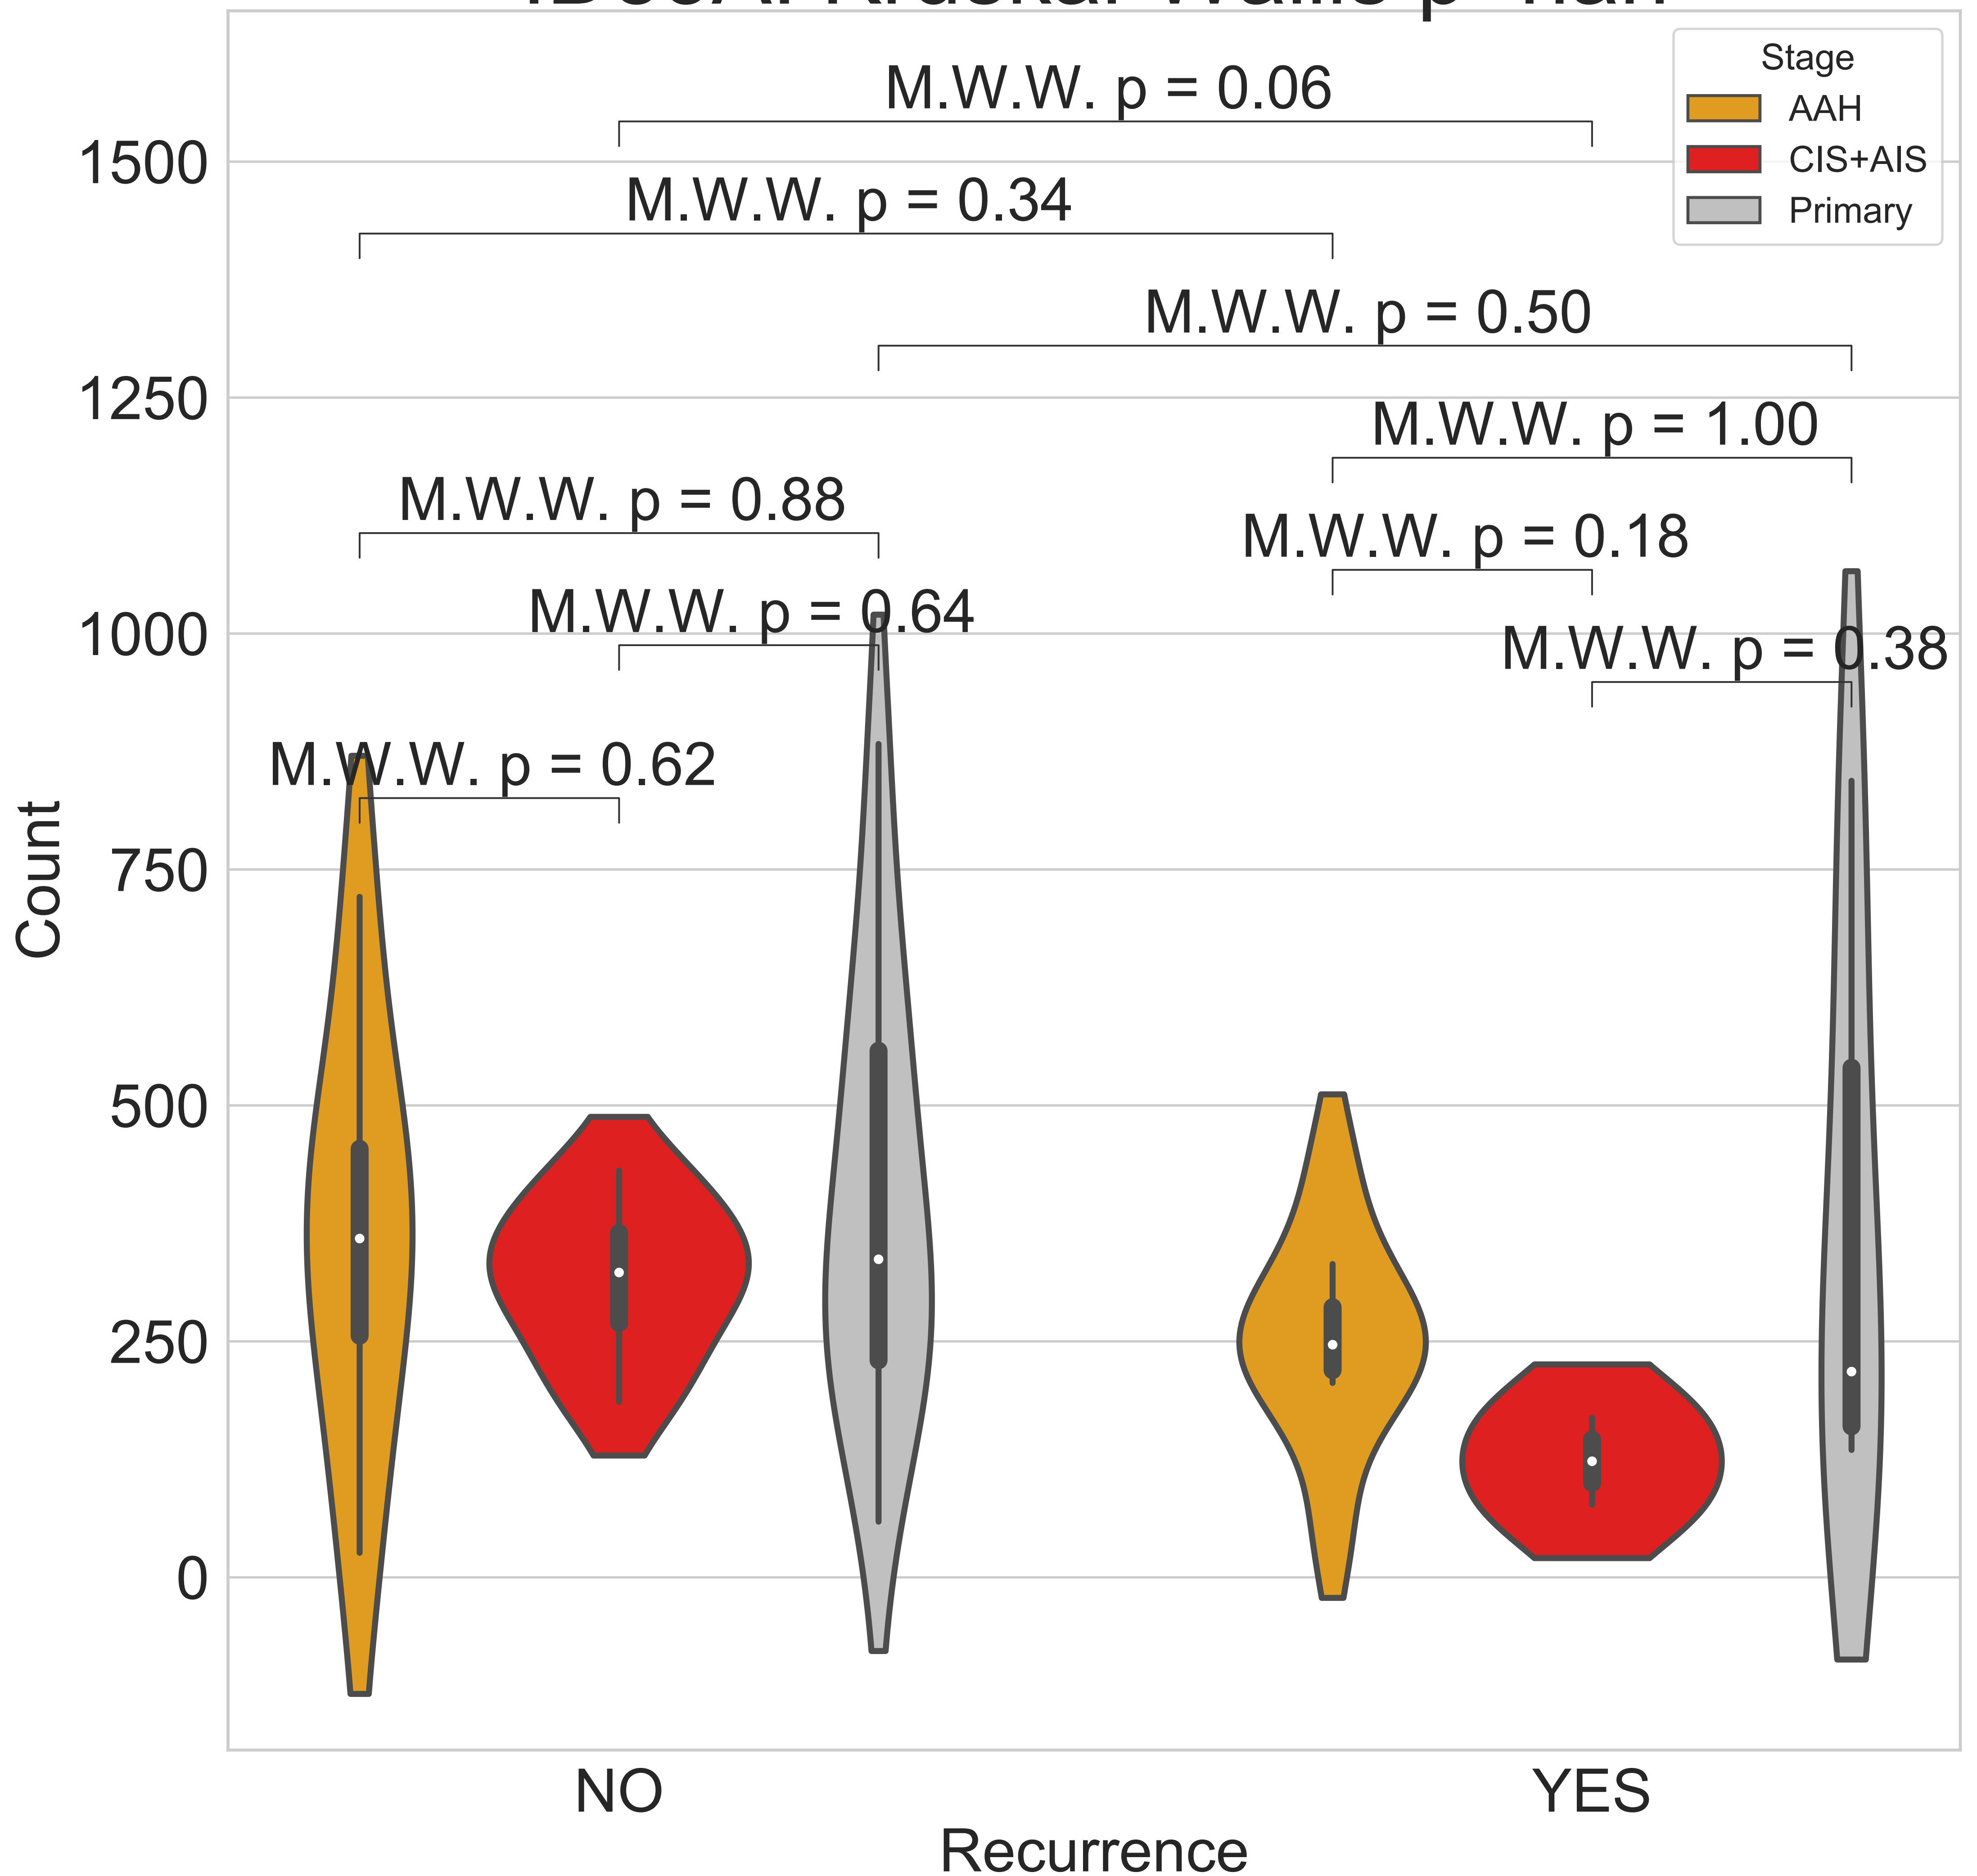 Stage
AAH
CIS+AIS
Primary
M.W.W. p = 0.06
M.W.W. p = 0.34
M.W.W. p = 0.50
M.W.W. p = 1.00
M.W.W. p = 0.88
M.W.W. p = 0.18
M.W.W. p = 0.64
M.W.W. p = 0.38
M.W.W. p = 0.62
1500
1250
1000
750
500
250
0
Count
NO
YES
Recurrence